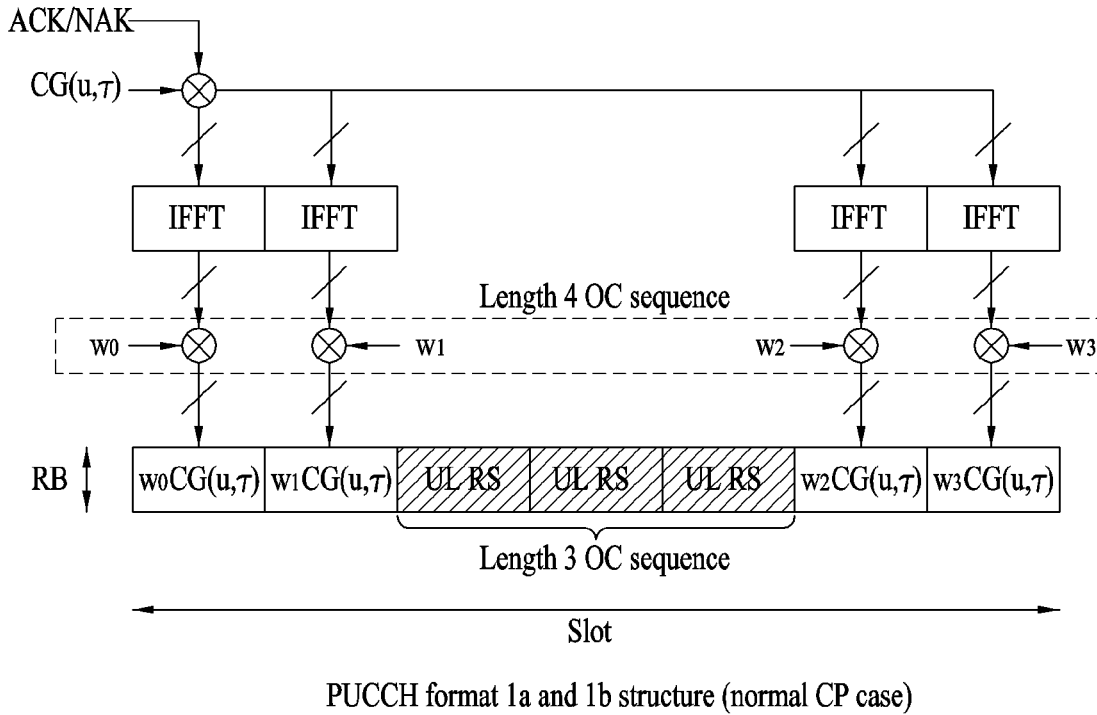 ACK/NAK
CG(u,τ)
IFFT IFFT IFFT IFFT
Length 4 OC sequence
w0 w1 w2 w3
RB w0CG(u,τ) w1CG(u,τ) UL RS UL RS UL RS w2CG(u,τ) w3CG(u,τ)
Length 3 OC sequence
Slot
PUCCH format 1a and 1b structure (normal CP case)